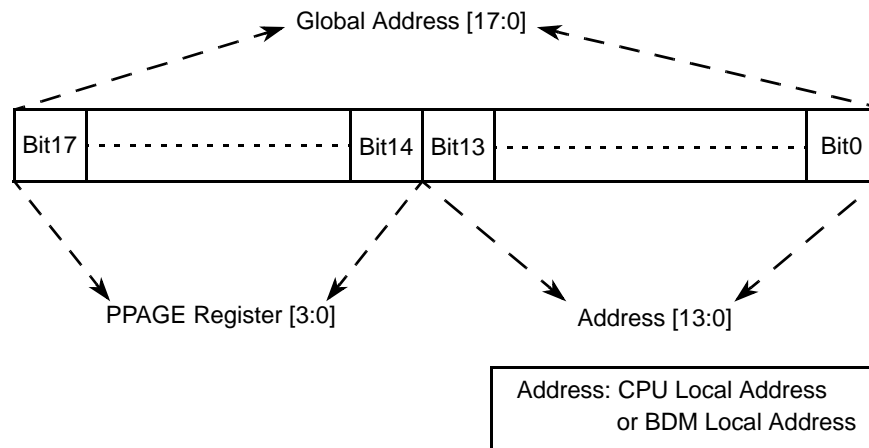 Global Address [17:0]
Bit17 Bit14 Bit13 Bit0
PPAGE Register [3:0] Address [13:0]
Address: CPU Local Address
or BDM Local Address